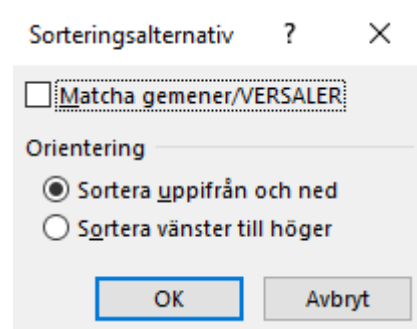 Sorteringsalternativ ?
Matcha gemener/VERSALER
Orientering
Sortera uppifrån och ned
Sortera vänster till höger
OK Avbryt